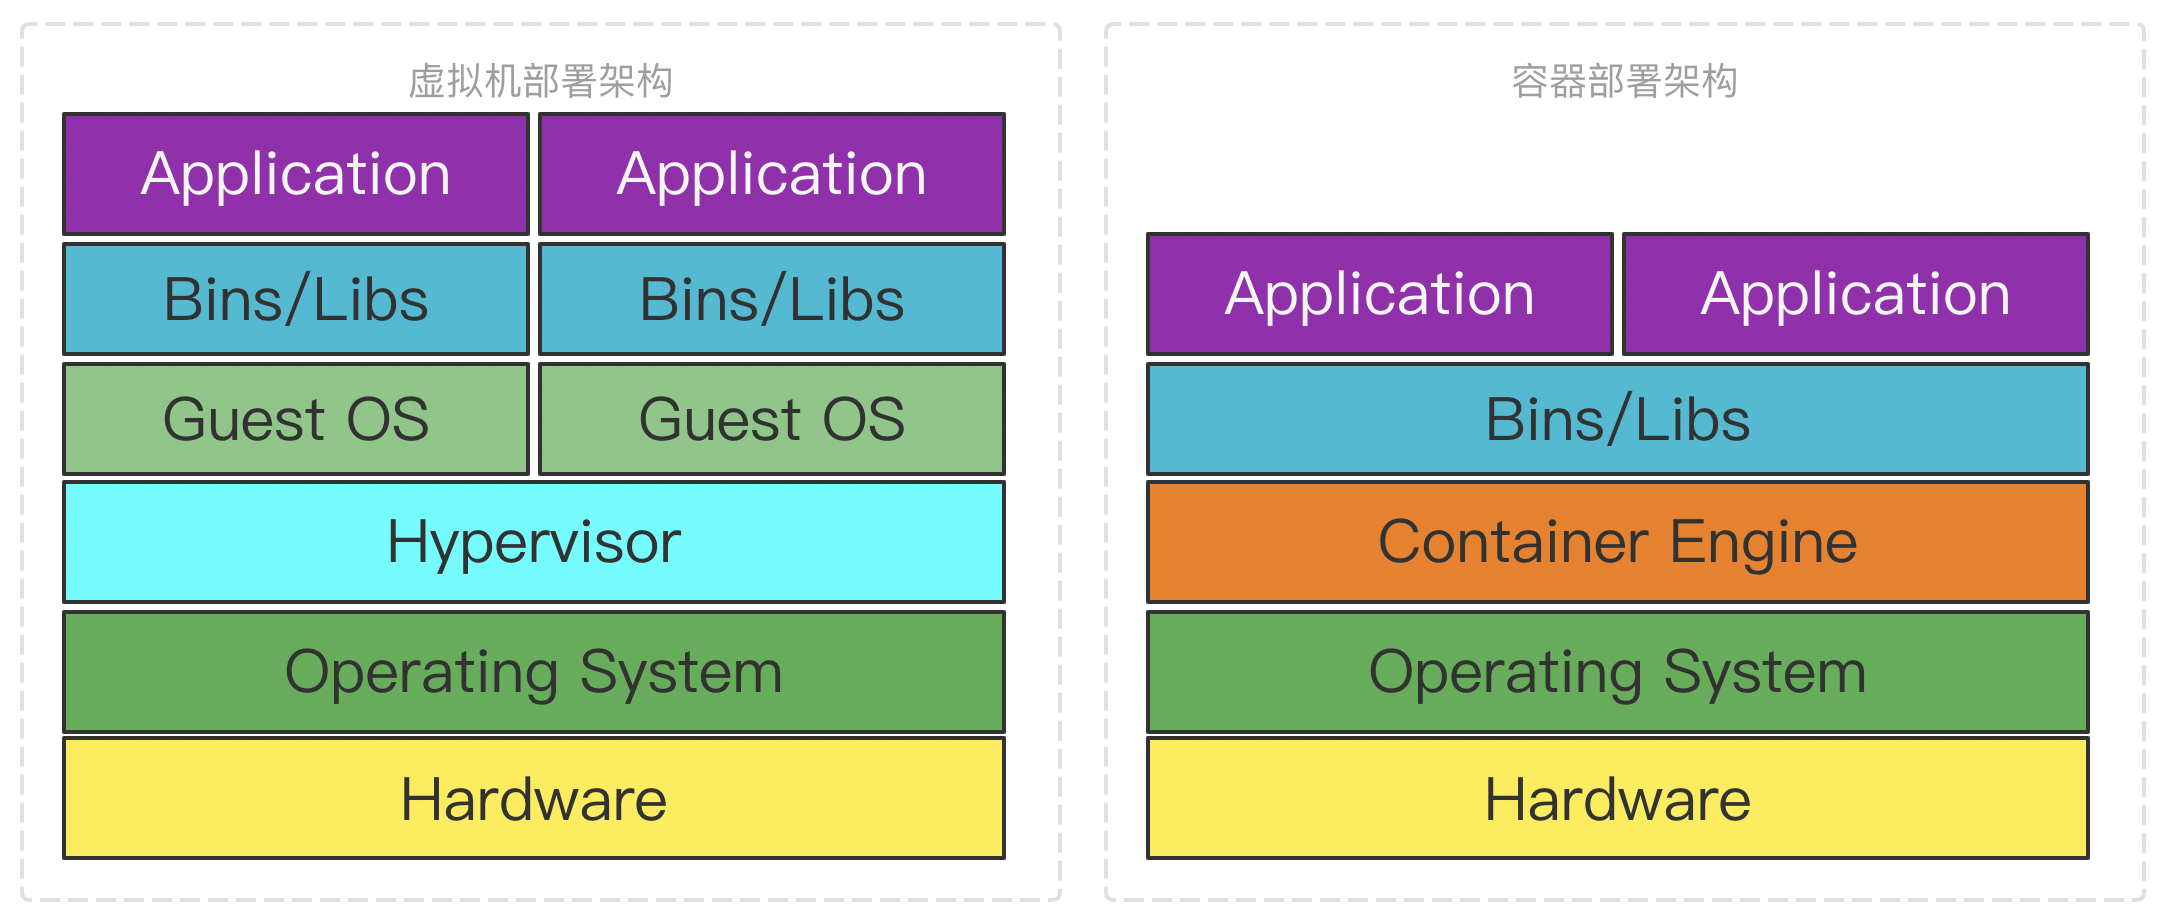 虚拟机部署架构
Application
Application
Bins/Libs
Bins/Libs
Guest OS
Guest OS
Hypervisor
Operating System
Hardware
容器部署架构
Application
Application
Bins/Libs
Container Engine
Operating System
Hardware